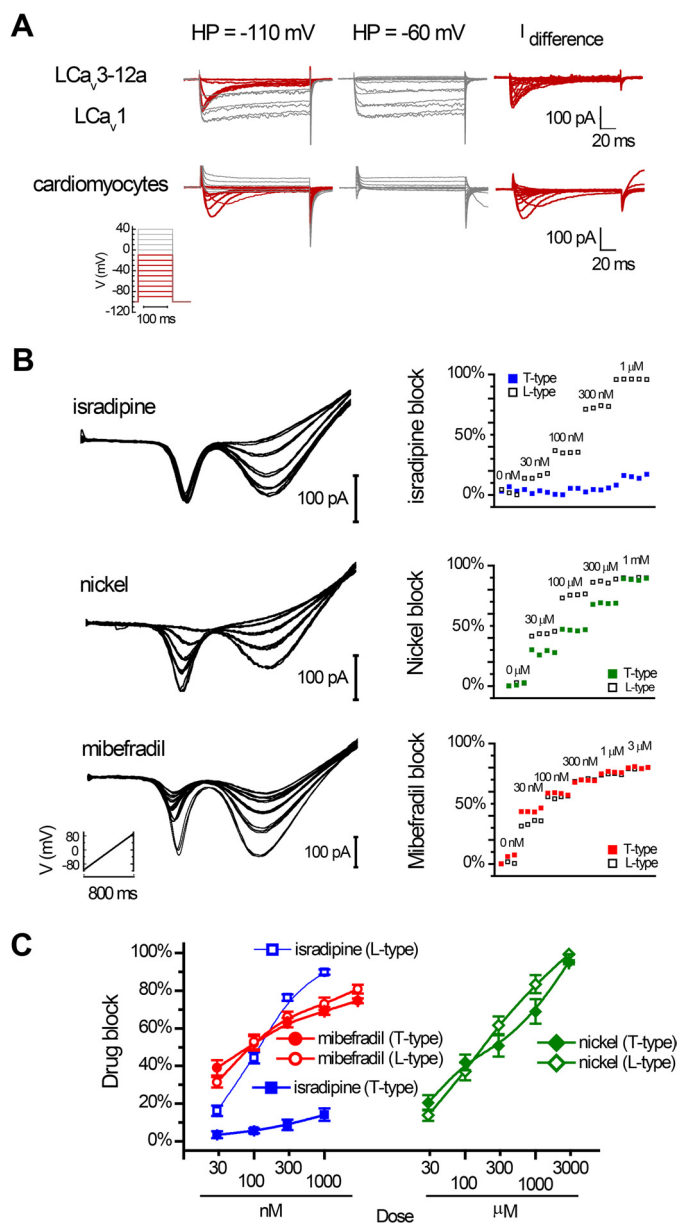 A
HP = -110 mV
HP = -60 mV
I difference
LCav3-12a
LCav1
100 pA
20 ms
cardiomyocytes
100 pA
20 ms
40
0
-40
-80
-120
V (mV)
100 ms
B
isradipine
100 pA
isradipine block
100%
50%
0%
T-type
L-type
0 nM
30 nM
100 nM
300 nM
1 μM
nickel
100 pA
Nickel block
100%
50%
0%
0 μM
30 μM
100 μM
300 μM
1 mM
T-type
L-type
mibefradil
100 pA
V (mV)
80
0
-80
800 ms
Mibefradil block
100%
50%
0%
0 nM
30 nM
100 nM
300 nM
1 μM
3 μM
T-type
L-type
C
Drug block
100%
80%
60%
40%
20%
0%
isradipine (L-type)
mibefradil (T-type)
mibefradil (L-type)
isradipine (T-type)
nickel (T-type)
nickel (L-type)
30
100
300
1000
nM
Dose
30
100
300
1000
3000
μM